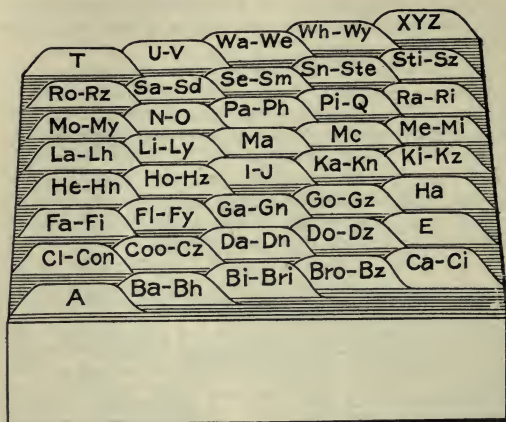 T U-V Wa-We Wh-Wy XYZ
Ro-Rz Sa-Sd Se-Sm Sn-Ste Sti-Sz
Mo-My N-O Pa-Ph Pi-Q Ra-Ri
La-Lh Li-Ly Ma Mc Me-Mi
He-Hn Ho-Hz I-J Ka-Kn Ki-Kz
Fa-Fi Fl-Fy Ga-Gn Go-Gz Ha
Cl-Con Coo-Cz Da-Dn Do-Dz E
A Ba-Bh Bi-Bri Bro-Bz Ca-Ci